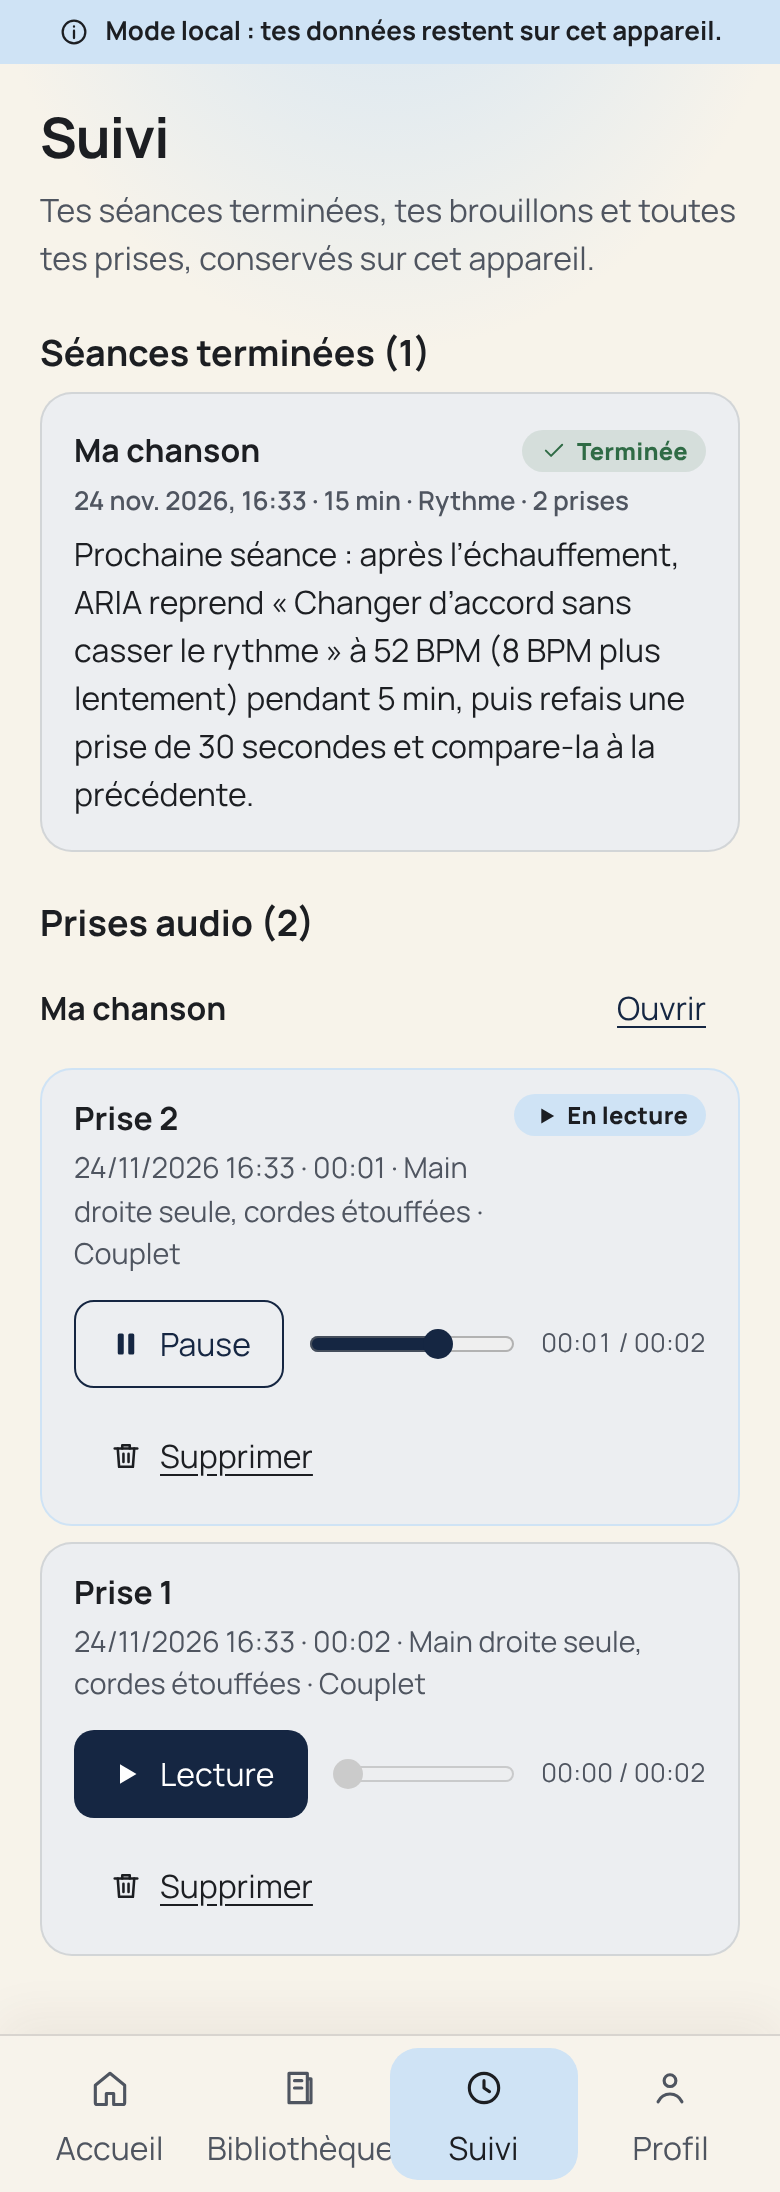 Mode local : tes données restent sur cet appareil.
Suivi
Tes séances terminées, tes brouillons et toutes
tes prises, conservés sur cet appareil.
Séances terminées (1)
Ma chanson
Terminée
24 nov. 2026, 16:33 · 15 min · Rythme · 2 prises
Prochaine séance : après l’échauffement,
ARIA reprend « Changer d’accord sans
casser le rythme » à 52 BPM (8 BPM plus
lentement) pendant 5 min, puis refais une
prise de 30 secondes et compare-la à la
précédente.
Prises audio (2)
Ma chanson
Ouvrir
Prise 2
En lecture
24/11/2026 16:33 · 00:01 · Main
droite seule, cordes étouffées ·
Couplet
Pause
00:01 / 00:02
Supprimer
Prise 1
24/11/2026 16:33 · 00:02 · Main droite seule,
cordes étouffées · Couplet
Lecture
00:00 / 00:02
Supprimer
Accueil
Bibliothèque
Suivi
Profil